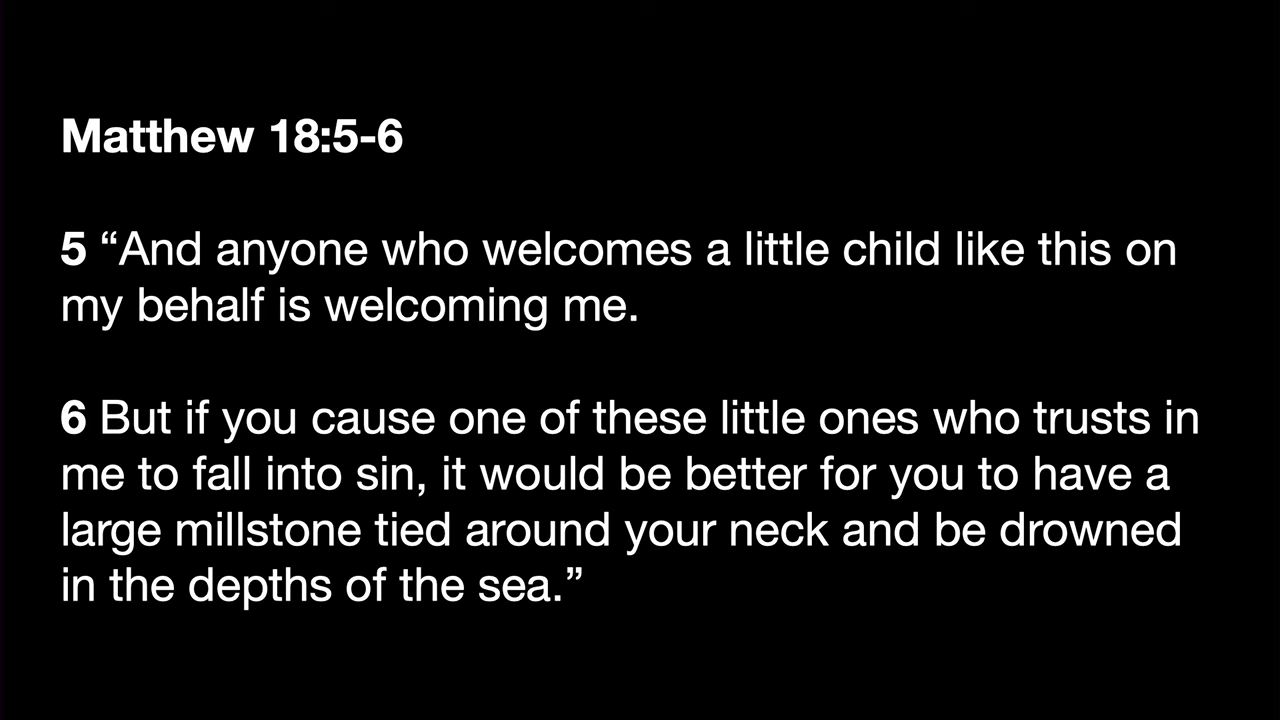 Matthew 18:5-6
5 “And anyone who welcomes a little child like this on
my behalf is welcoming me.
6 But if you cause one of these little ones who trusts in
me to fall into sin, it would be better for you to have a
large millstone tied around your neck and be drowned
in the depths of the sea.”